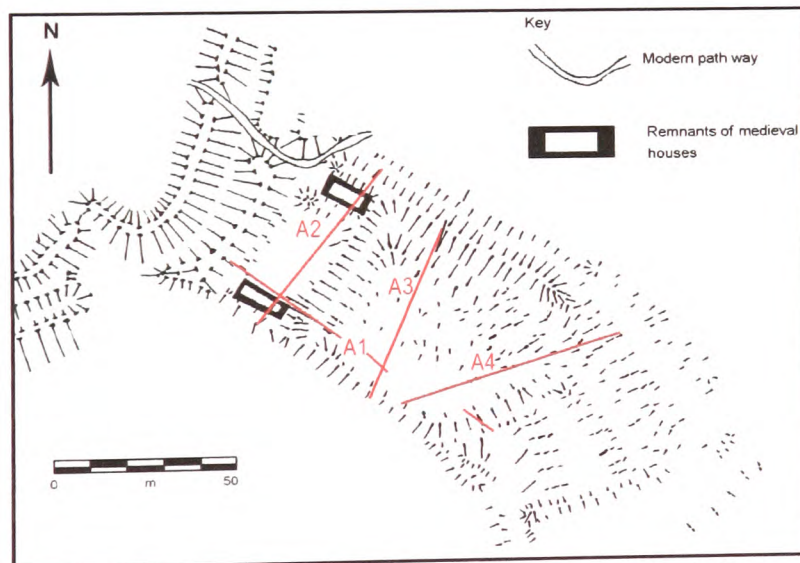 N
Key
Modern path way
Remnants of medieval
houses
A2
A3
A1
A4
0 m 50